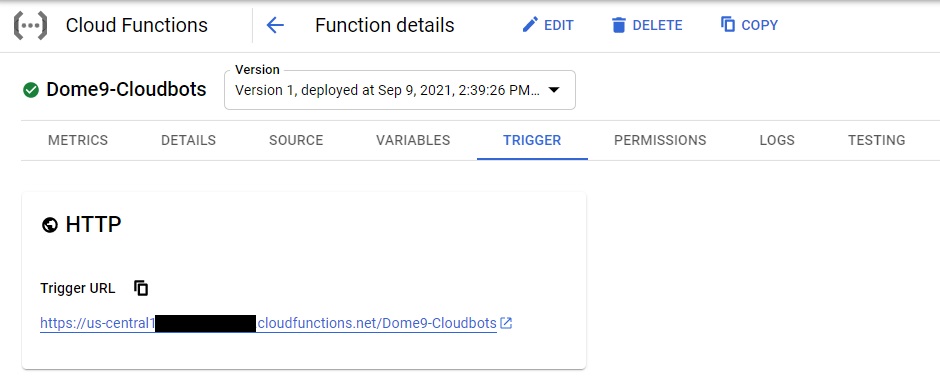 Cloud Functions Function details EDIT DELETE COPY
Version
Dome9-Cloudbots Version 1, deployed at Sep 9, 2021, 2:39:26 PM...
METRICS DETAILS SOURCE VARIABLES TRIGGER PERMISSIONS LOGS TESTING
HTTP
Trigger URL
https://us-central1 cloudfunctions.net/Dome9-Cloudbots